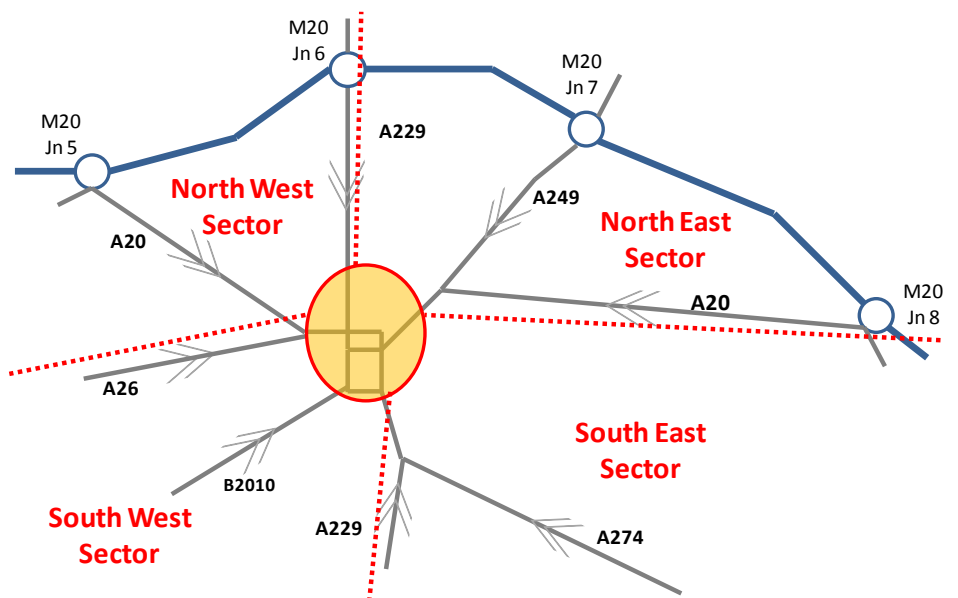 M20
Jn 6
M20
Jn 7
M20
Jn 5
A229
North West
Sector
A249
North East
Sector
A20
A20
M20
Jn 8
A26
South East
Sector
B2010
South West
Sector
A229
A274